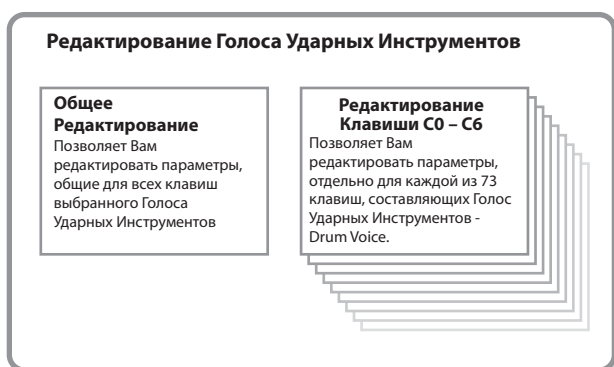 Редактирование Голоса Ударных Инструментов
Общее
Редактирование
Позволяет Вам
редактировать параметры,
общие для всех клавиш
выбранного Голоса
Ударных Инструментов
Редактирование
Клавиши C0 – C6
Позволяет Вам
редактировать параметры,
отдельно для каждой из 73
клавиш, составляющих Голос
Ударных Инструментов -
Drum Voice.